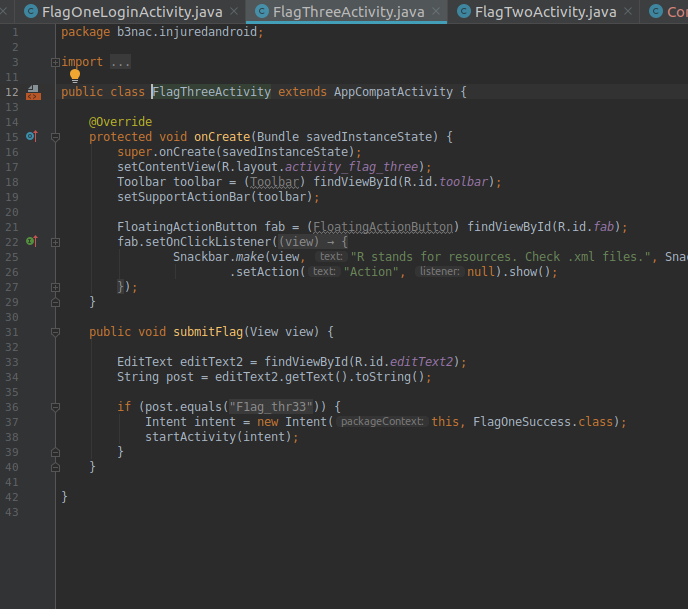 FlagOneLoginActivity.java × FlagThreeActivity.java × FlagTwoActivity.java ×
1 package b3nac.injuredandroid;
2
3 import ...
11
12 public class FlagThreeActivity extends AppCompatActivity {
13
14 @Override
15 protected void onCreate(Bundle savedInstanceState) {
16 super.onCreate(savedInstanceState);
17 setContentView(R.layout.activity_flag_three);
18 Toolbar toolbar = (Toolbar) findViewById(R.id.toolbar);
19 setSupportActionBar(toolbar);
20
21 FloatingActionButton fab = (FloatingActionButton) findViewById(R.id.fab);
22 fab.setOnClickListener((view) → {
25 Snackbar.make(view, text: "R stands for resources. Check .xml files.",
26 .setAction( text: "Action", listener: null).show();
27 });
29 }
30
31 public void submitFlag(View view) {
32
33 EditText editText2 = findViewById(R.id.editText2);
34 String post = editText2.getText().toString();
35
36 if (post.equals("F1ag_thr33")) {
37 Intent intent = new Intent( packageContext: this, FlagOneSuccess.class);
38 startActivity(intent);
39 }
40 }
41
42 }
43